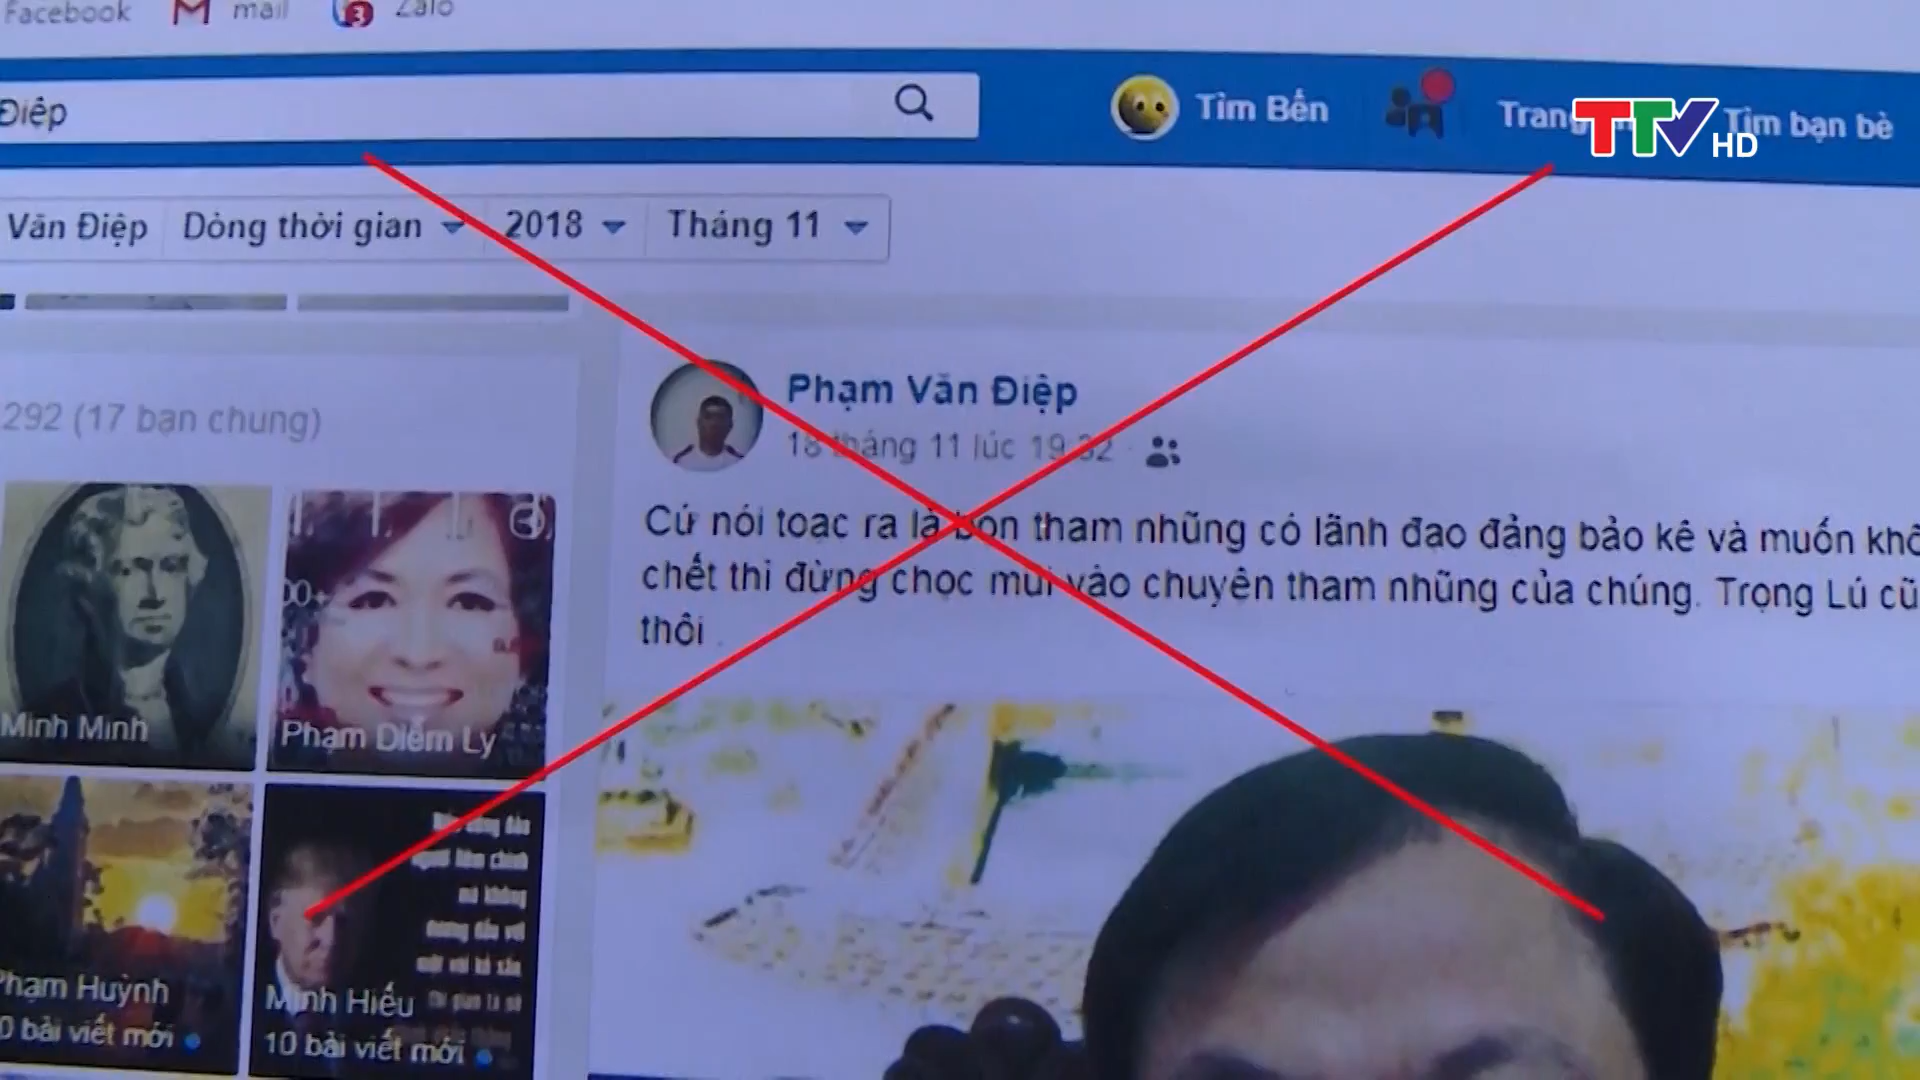 Facebook mail 3 Zalo
Điệp Tìm Bến Trang TTV HD Tìm bạn bè
Văn Điệp Dòng thời gian 2018 Tháng 11
292 (17 bạn chung)
Phạm Văn Điệp
18 tháng 11 lúc 19:32
Cứ nói toạc ra là bọn tham nhũng có lãnh đạo đảng bảo kê và muốn
chết thì đừng chọc mũi vào chuyện tham nhũng của chúng. Trọng Lú
thôi
Minh Minh Phạm Diễm Ly
Phạm Huỳnh Minh Hiếu
0 bài viết mới 10 bài viết mới